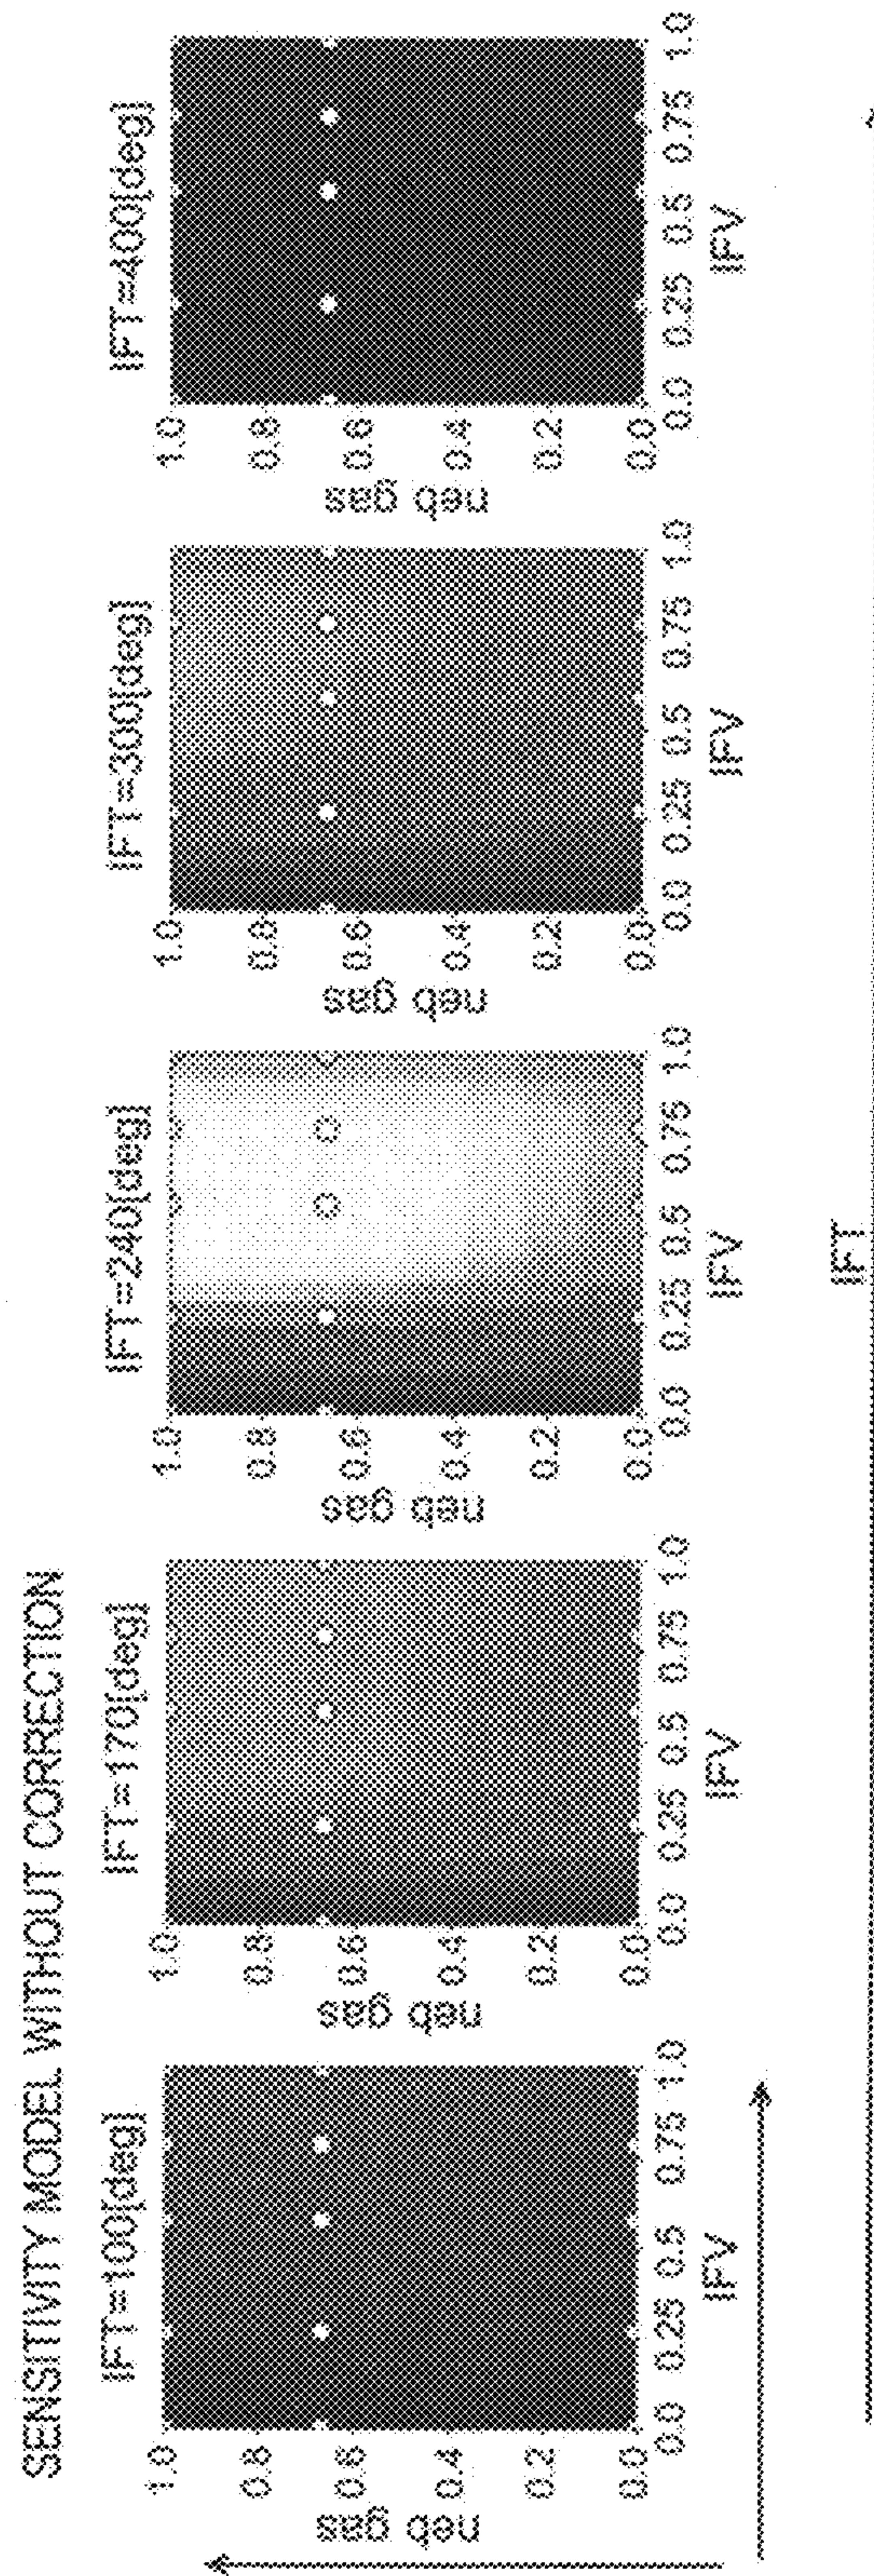 SENSITIVITY MODEL WITHOUT CORRECTION
IFT=100[deg]
neb gas
1.0
0.8
0.6
0.4
0.2
0.0
0.0 0.25 0.5 0.75 1.0
IFV
IFT=170[deg]
neb gas
1.0
0.8
0.6
0.4
0.2
0.0
0.0 0.25 0.5 0.75 1.0
IFV
IFT=240[deg]
neb gas
1.0
0.8
0.6
0.4
0.2
0.0
0.0 0.25 0.5 0.75 1.0
IFV
IFT=300[deg]
neb gas
1.0
0.8
0.6
0.4
0.2
0.0
0.0 0.25 0.5 0.75 1.0
IFV
IFT=400[deg]
neb gas
1.0
0.8
0.6
0.4
0.2
0.0
0.0 0.25 0.5 0.75 1.0
IFV
IFT